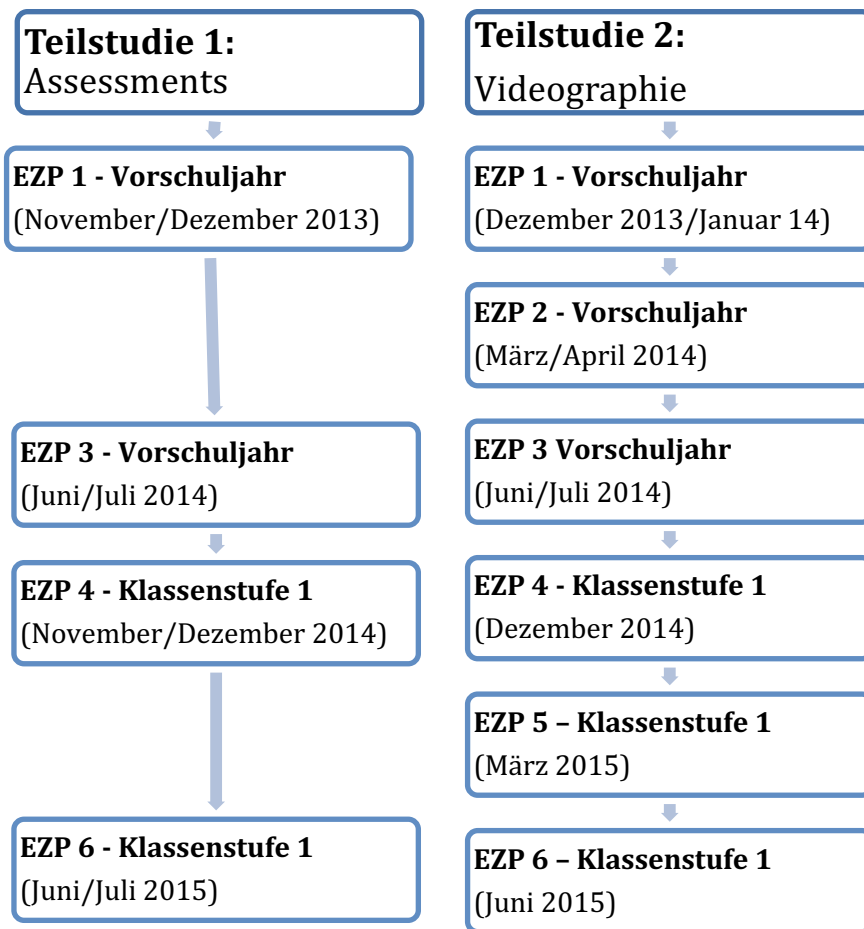 Teilstudie 1:
Assessments
EZP 1 - Vorschuljahr
(November/Dezember 2013)
EZP 3 - Vorschuljahr
(Juni/Juli 2014)
EZP 4 - Klassenstufe 1
(November/Dezember 2014)
EZP 6 - Klassenstufe 1
(Juni/Juli 2015)
Teilstudie 2:
Videographie
EZP 1 - Vorschuljahr
(Dezember 2013/Januar 14)
EZP 2 - Vorschuljahr
(März/April 2014)
EZP 3 Vorschuljahr
(Juni/Juli 2014)
EZP 4 - Klassenstufe 1
(Dezember 2014)
EZP 5 – Klassenstufe 1
(März 2015)
EZP 6 – Klassenstufe 1
(Juni 2015)